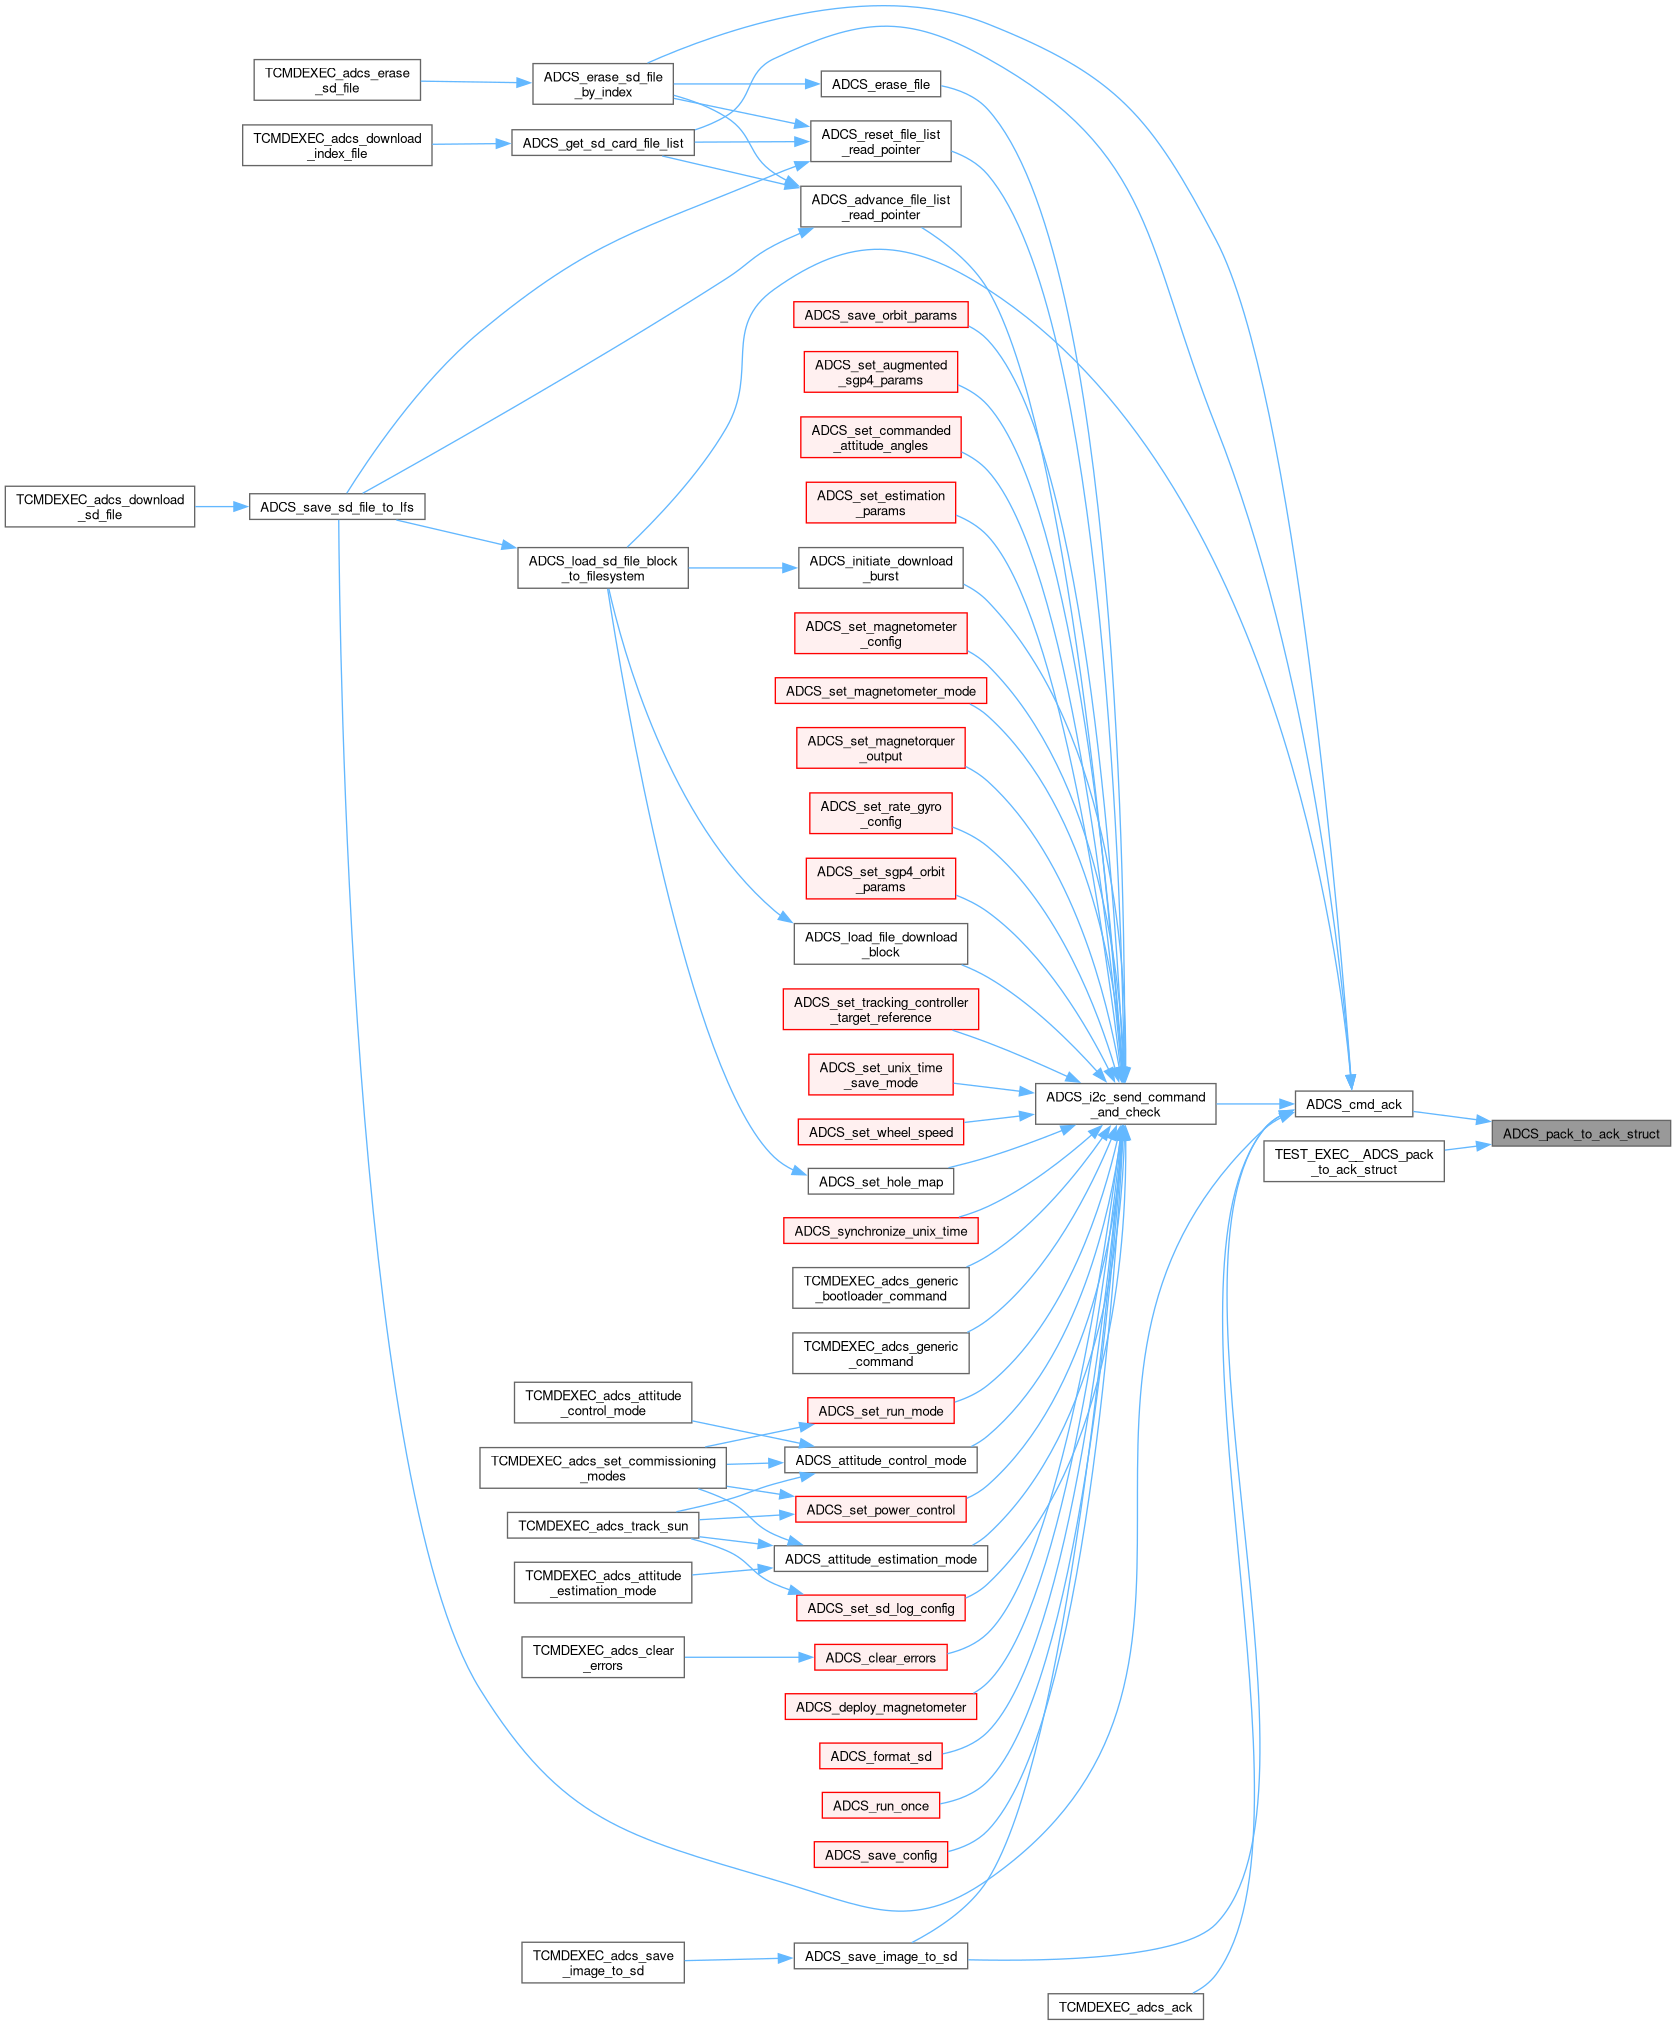 TCMDEXEC_adcs_erase
_sd_file
ADCS_erase_sd_file
_by_index
ADCS_erase_file
TCMDEXEC_adcs_download
_index_file
ADCS_get_sd_card_file_list
ADCS_reset_file_list
_read_pointer
ADCS_advance_file_list
_read_pointer
ADCS_save_orbit_params
ADCS_set_augmented
_sgp4_params
ADCS_set_commanded
_attitude_angles
TCMDEXEC_adcs_download
_sd_file
ADCS_save_sd_file_to_lfs
ADCS_set_estimation
_params
ADCS_load_sd_file_block
_to_filesystem
ADCS_initiate_download
_burst
ADCS_set_magnetometer
_config
ADCS_set_magnetometer_mode
ADCS_set_magnetorquer
_output
ADCS_set_rate_gyro
_config
ADCS_set_sgp4_orbit
_params
ADCS_load_file_download
_block
ADCS_set_tracking_controller
_target_reference
ADCS_set_unix_time
_save_mode
ADCS_i2c_send_command
_and_check
ADCS_cmd_ack
ADCS_pack_to_ack_struct
ADCS_set_wheel_speed
TEST_EXEC__ADCS_pack
_to_ack_struct
ADCS_set_hole_map
ADCS_synchronize_unix_time
TCMDEXEC_adcs_generic
_bootloader_command
TCMDEXEC_adcs_generic
_command
TCMDEXEC_adcs_attitude
_control_mode
ADCS_set_run_mode
TCMDEXEC_adcs_set_commissioning
_modes
ADCS_attitude_control_mode
ADCS_set_power_control
TCMDEXEC_adcs_track_sun
ADCS_attitude_estimation_mode
TCMDEXEC_adcs_attitude
_estimation_mode
ADCS_set_sd_log_config
TCMDEXEC_adcs_clear
_errors
ADCS_clear_errors
ADCS_deploy_magnetometer
ADCS_format_sd
ADCS_run_once
ADCS_save_config
TCMDEXEC_adcs_save
_image_to_sd
ADCS_save_image_to_sd
TCMDEXEC_adcs_ack